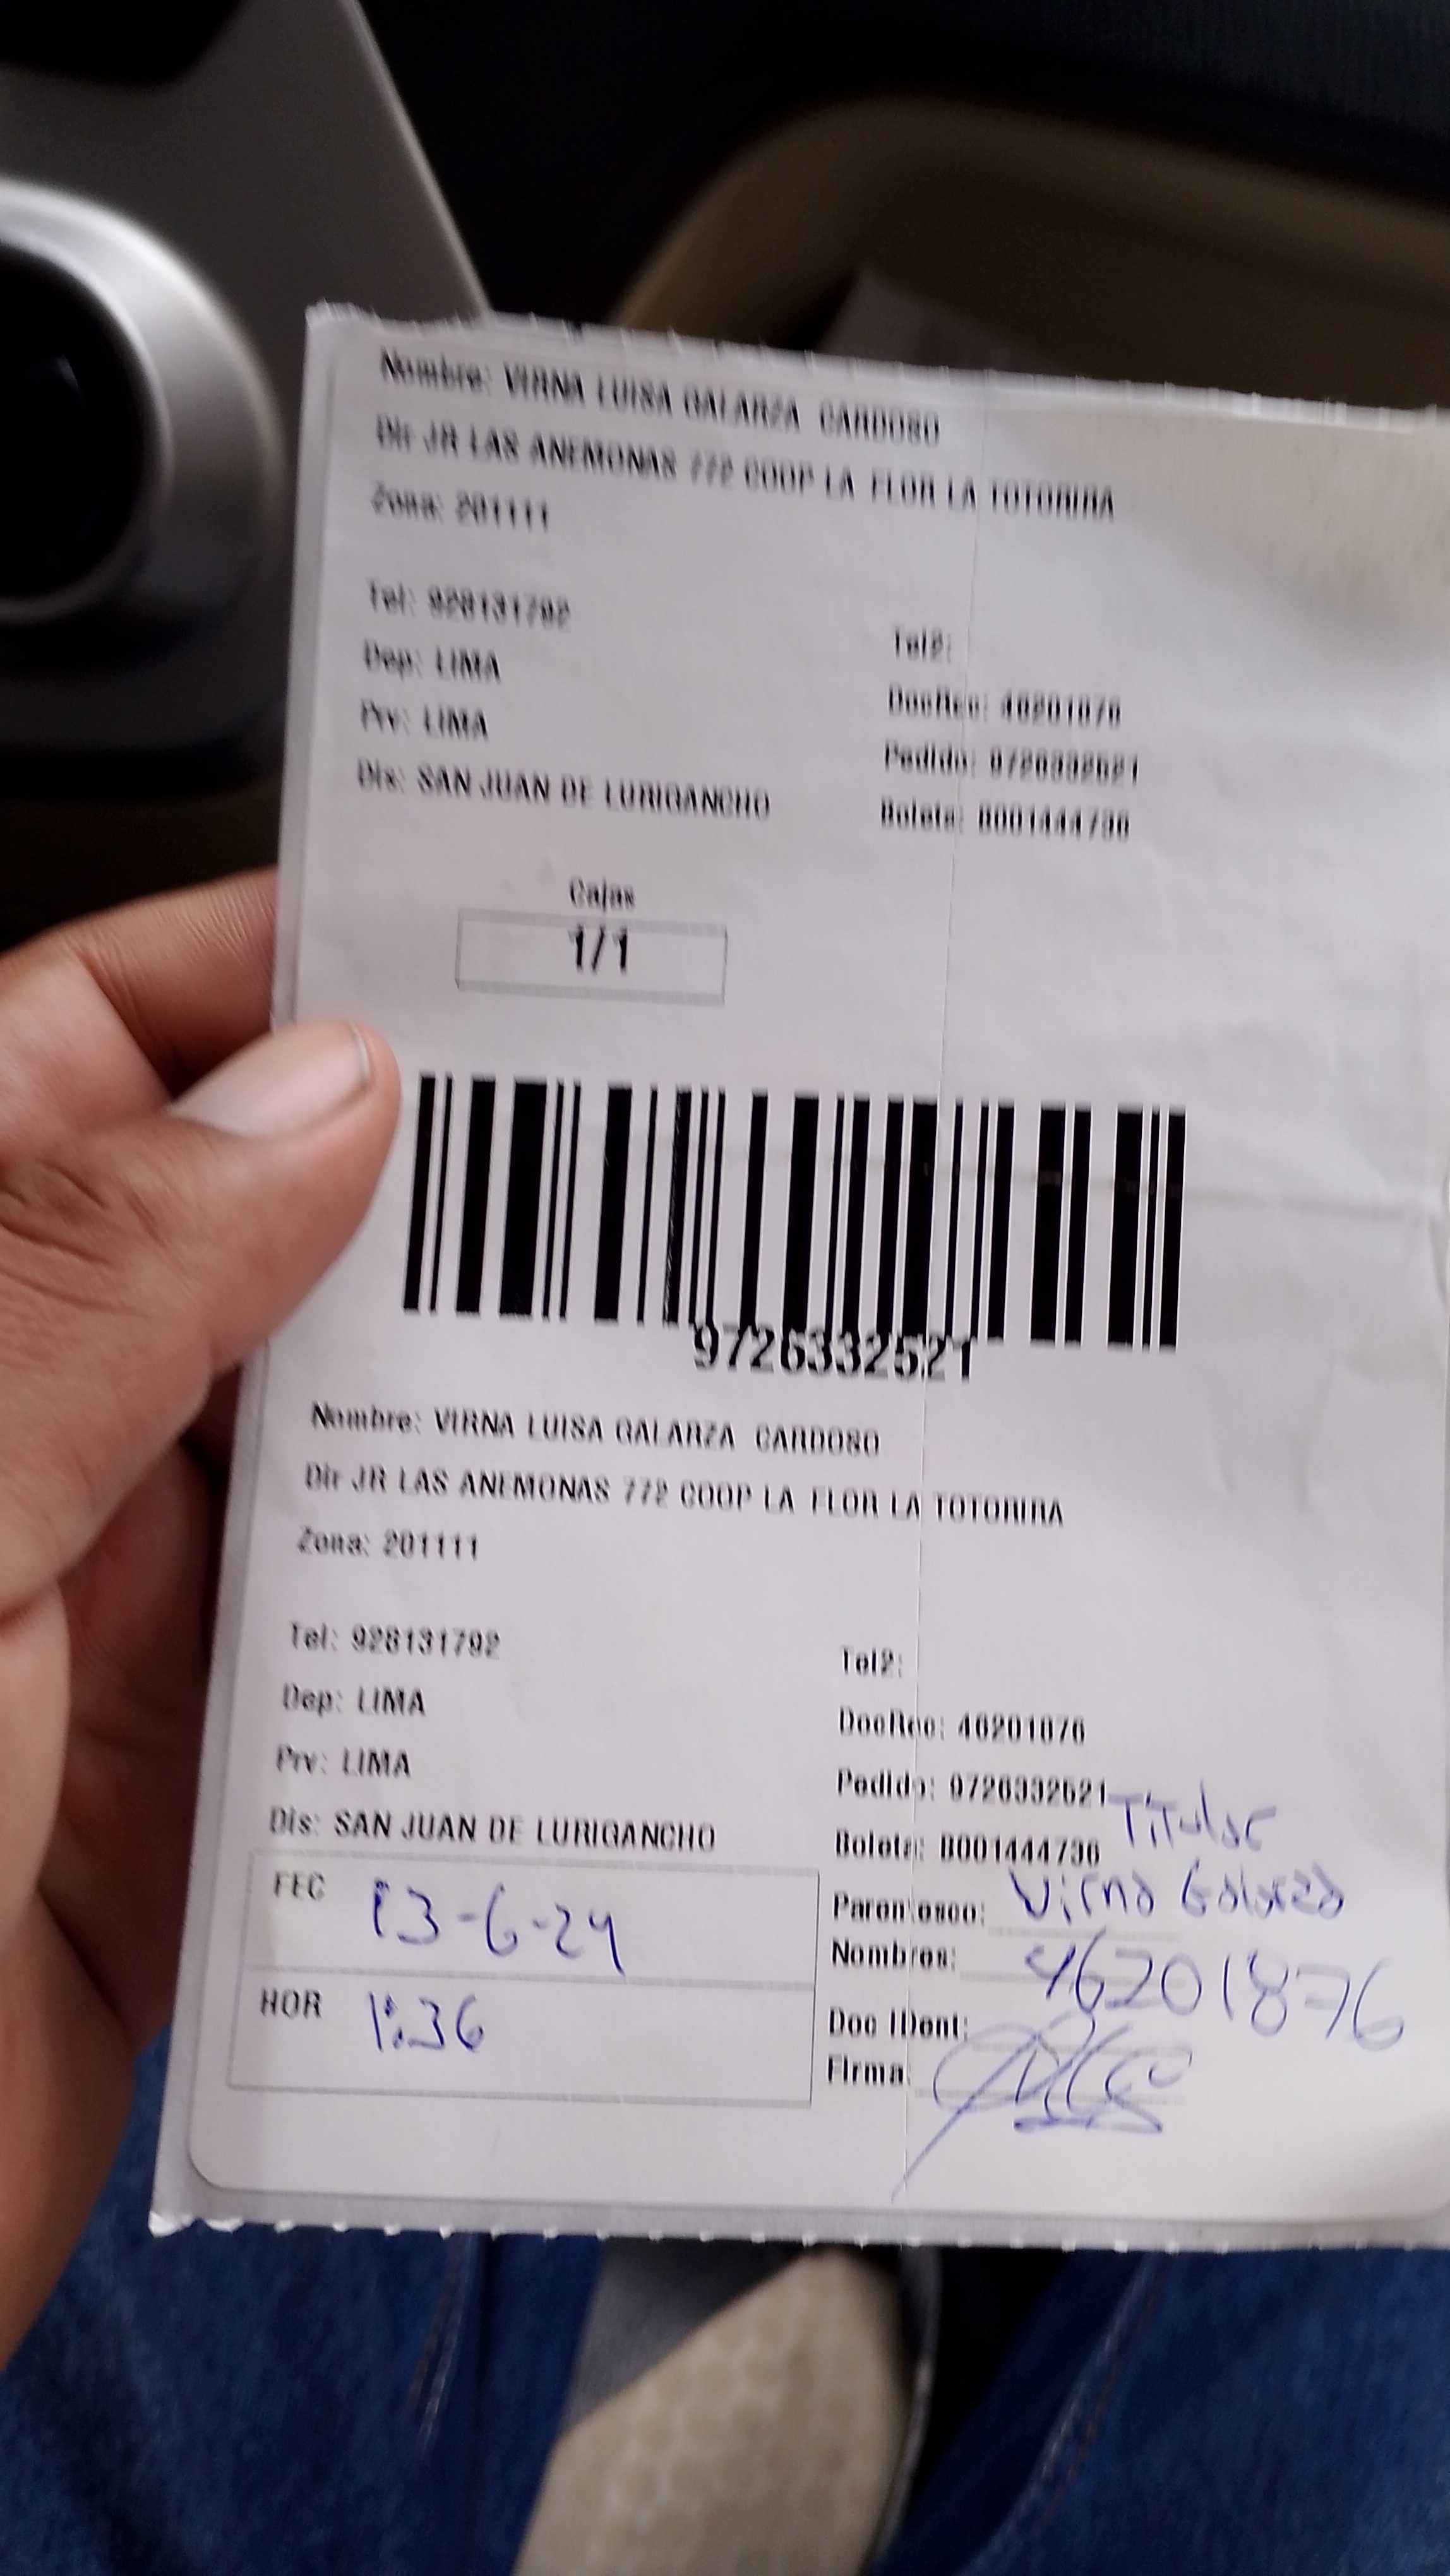 Nombre: VIRNA LUISA GALARZA CARDOSO
Dir JR LAS ANEMONAS 772 COOP LA FLOR LA TOTORIRA
Zona: 201111
Tel: 928131792
Tel2:
Dep: LIMA
DocRec: 46201876
Prv: LIMA
Pedido: 9726332521
Dis: SAN JUAN DE LURIGANCHO
Boleta: B001444736
Cajas
1/1
9726332521
Nombre: VIRNA LUISA GALARZA CARDOSO
Dir JR LAS ANEMONAS 772 COOP LA FLOR LA TOTORIRA
Zona: 201111
Tel: 928131792
Tel2:
Dep: LIMA
DocRec: 46201876
Prv: LIMA
Pedido: 9726332521
Dis: SAN JUAN DE LURIGANCHO
Boleta: B001444736
Titular
FEC 13-6-24
Parentesco: Virna Galarza
Nombres: 46201876
HOR 1:36
Doc IDent:
Firma: